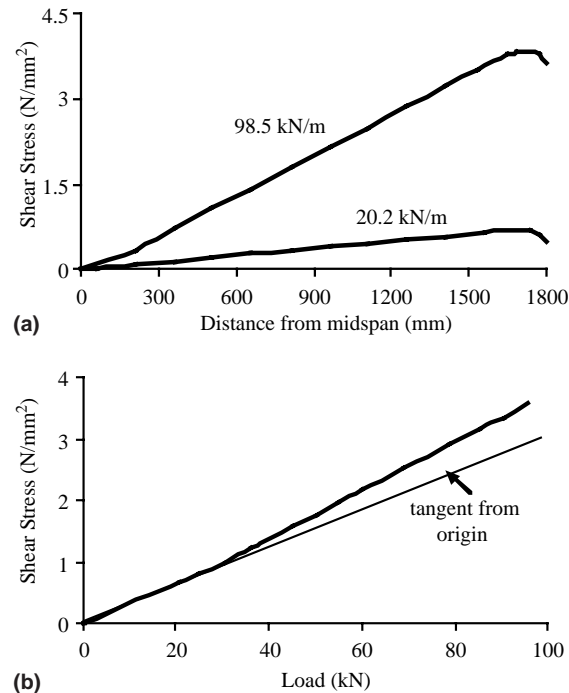 4.5
3
1.5
0
Shear Stress (N/mm²)
98.5 kN/m
20.2 kN/m
0 300 600 900 1200 1500 1800
(a) Distance from midspan (mm)
4
3
2
1
0
Shear Stress (N/mm²)
tangent from
origin
0 20 40 60 80 100
(b) Load (kN)